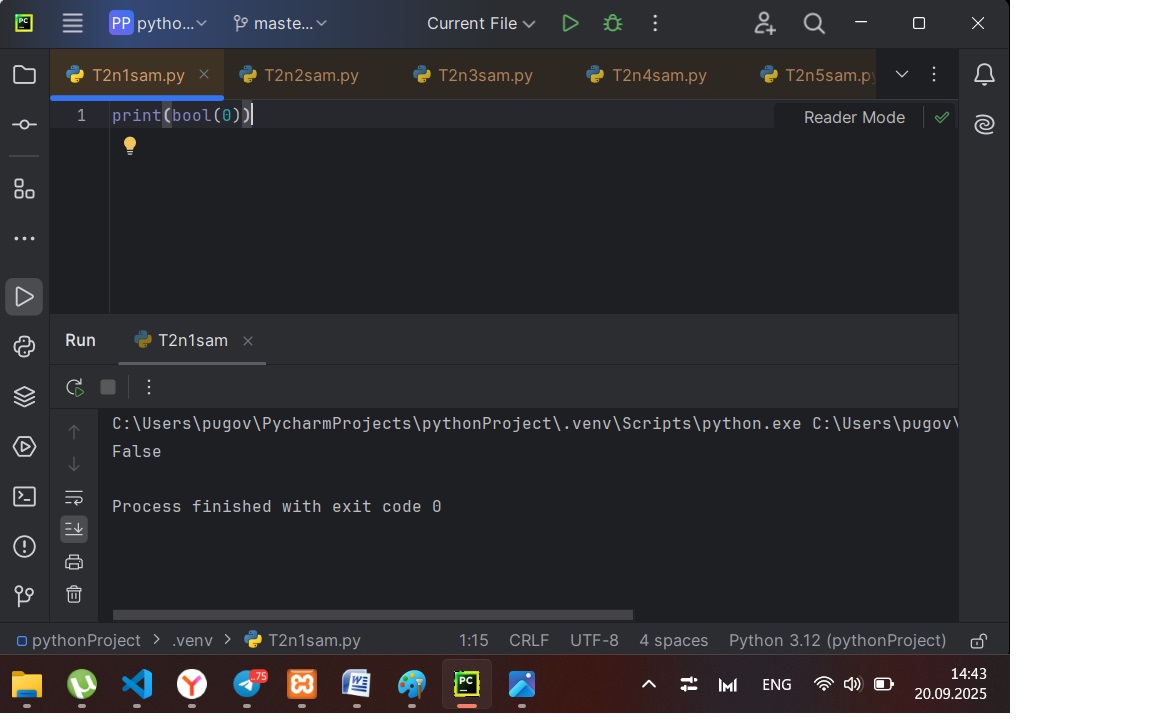 PC
PP pytho... maste... Current File
T2n1sam.py T2n2sam.py T2n3sam.py T2n4sam.py T2n5sam.py
1 print(bool(0))
Reader Mode
Run T2n1sam
C:\Users\pugov\PycharmProjects\pythonProject\.venv\Scripts\python.exe C:\Users\pugov\
False
Process finished with exit code 0
pythonProject > .venv > T2n1sam.py 1:15 CRLF UTF-8 4 spaces Python 3.12 (pythonProject)
..75
PC
ENG
14:43
20.09.2025